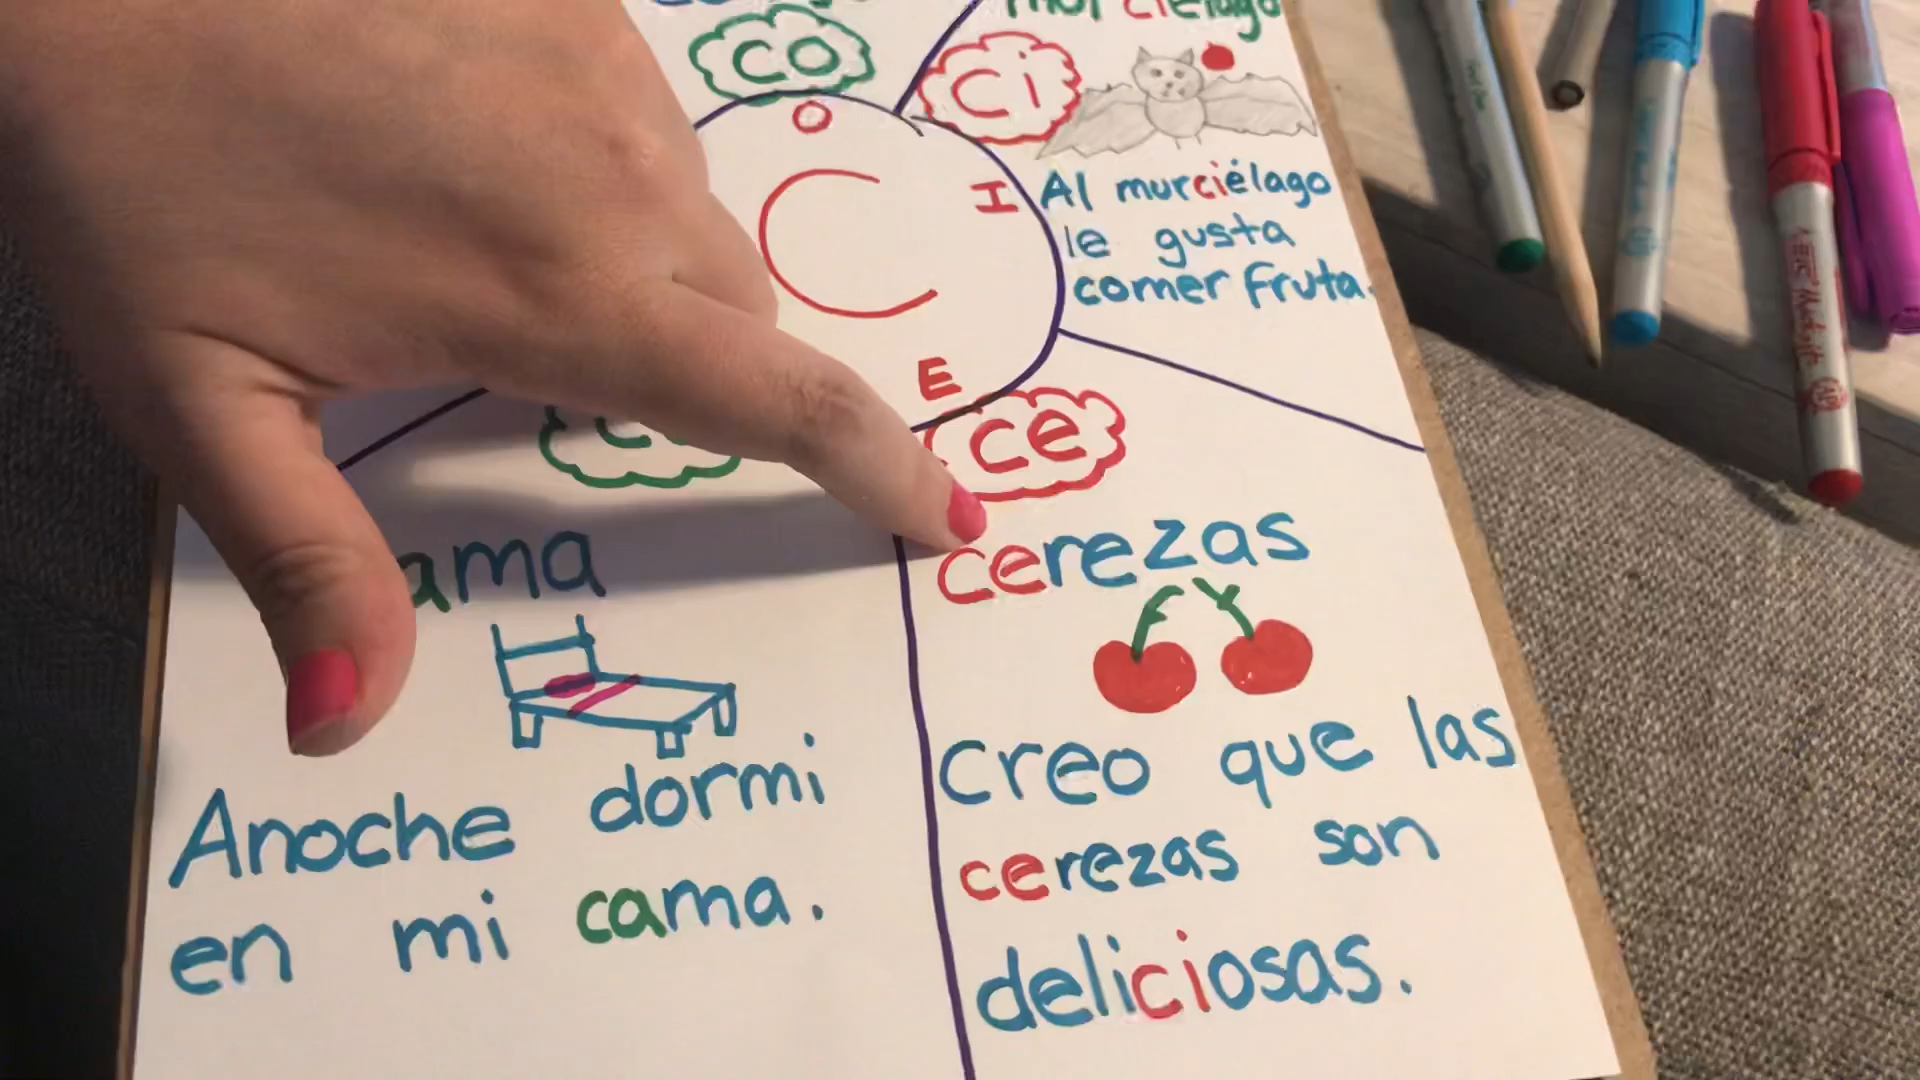 co
murciélago
ci
O
C
I
Al murciélago
le gusta
comer fruta.
E
ce
ama
cerezas
Anoche dormi
en mi cama.
Creo que las
cerezas son
deliciosas.